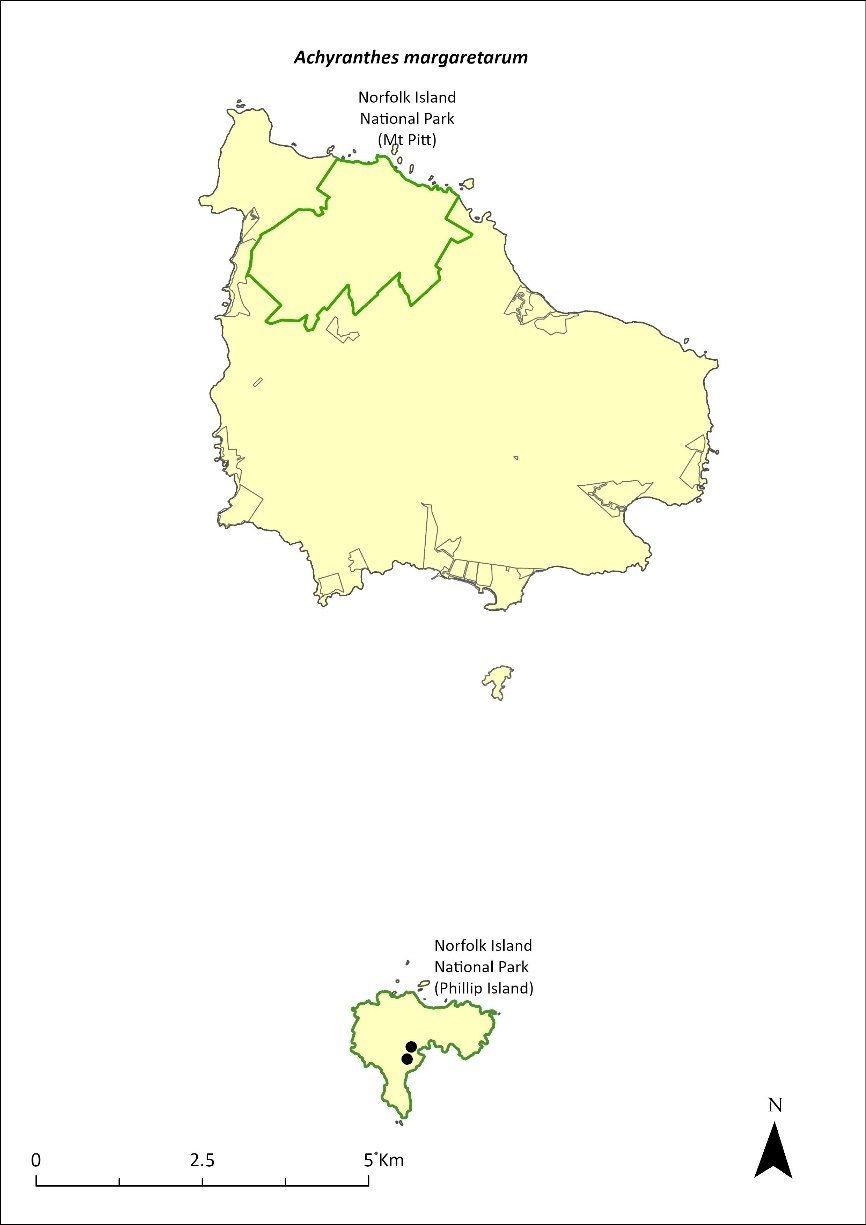 Achyranthes margaretarum
Norfolk Island
National Park
(Mt Pitt)
Norfolk Island
National Park
(Phillip Island)
N
0 2.5 5 Km